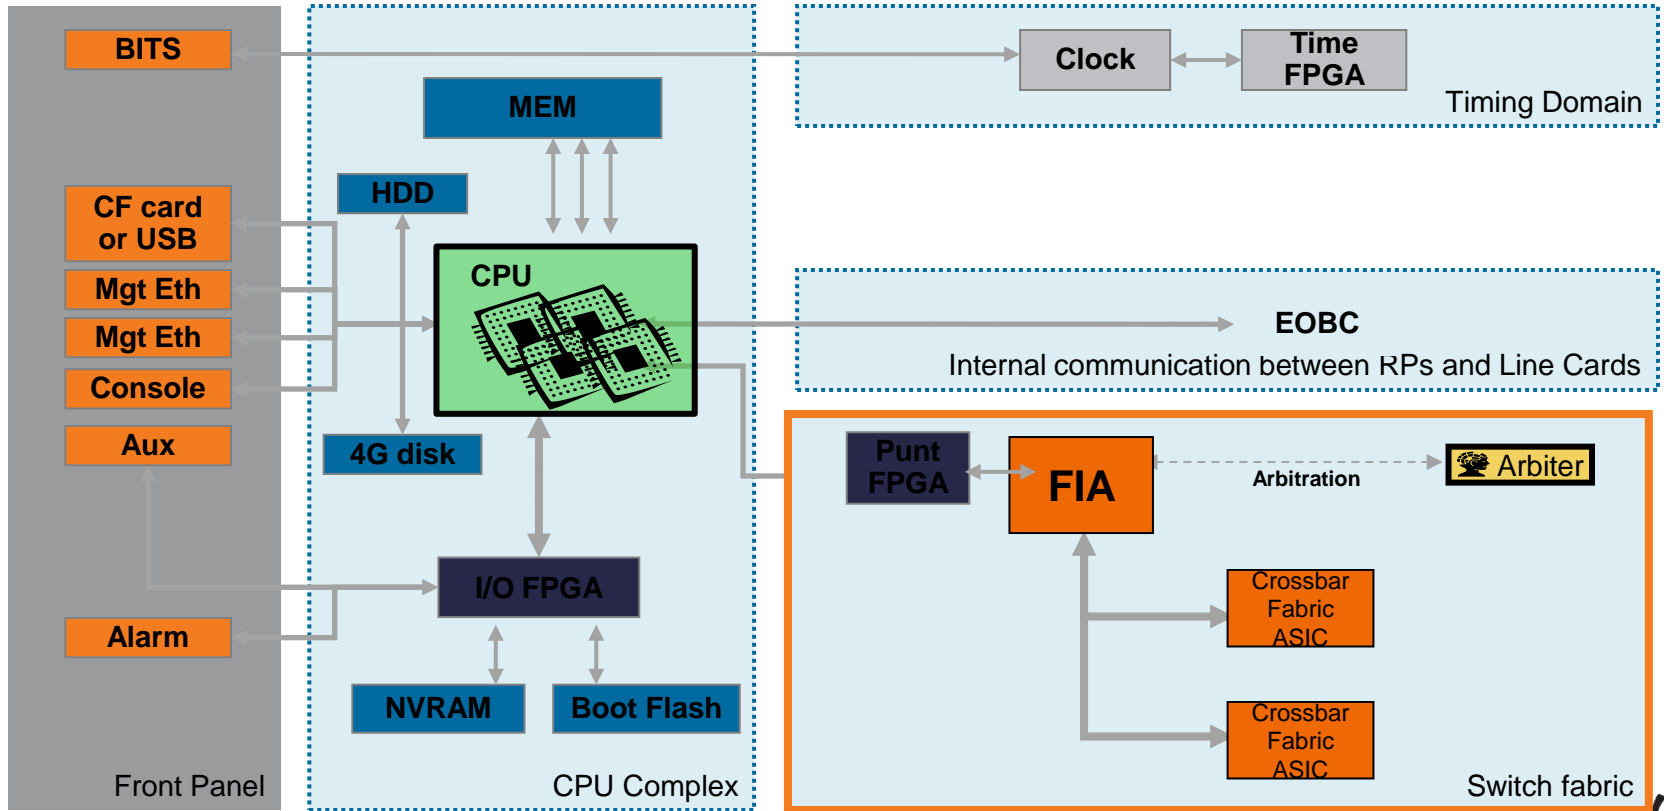 BITS
CF card
or USB
Mgt Eth
Mgt Eth
Console
Aux
Alarm
Front Panel
MEM
HDD
CPU
4G disk
I/O FPGA
NVRAM
Boot Flash
CPU Complex
Clock
Time
FPGA
Timing Domain
EOBC
Internal communication between RPs and Line Cards
Punt
FPGA
FIA
Arbitration
Arbiter
Crossbar
Fabric
ASIC
Crossbar
Fabric
ASIC
Switch fabric